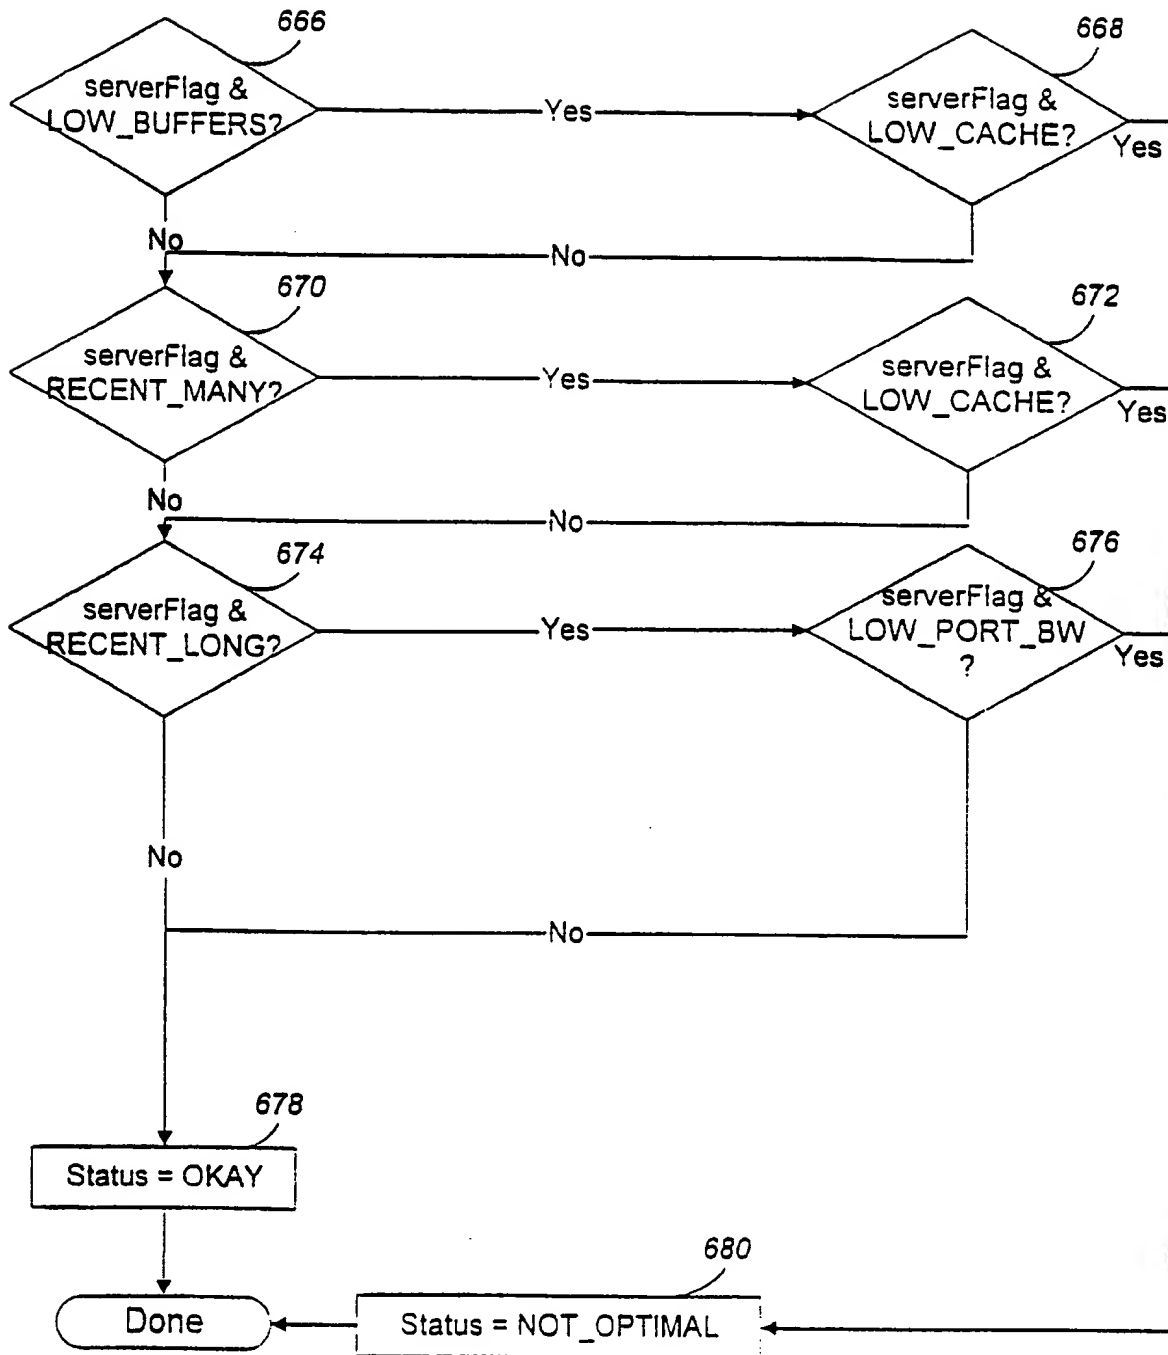 666
serverFlag &
LOW_BUFFERS?
Yes
668
serverFlag &
LOW_CACHE?
Yes
No
No
670
serverFlag &
RECENT_MANY?
Yes
672
serverFlag &
LOW_CACHE?
Yes
No
No
674
serverFlag &
RECENT_LONG?
Yes
676
serverFlag &
LOW_PORT_BW
?
Yes
No
No
678
Status = OKAY
680
Done
Status = NOT_OPTIMAL